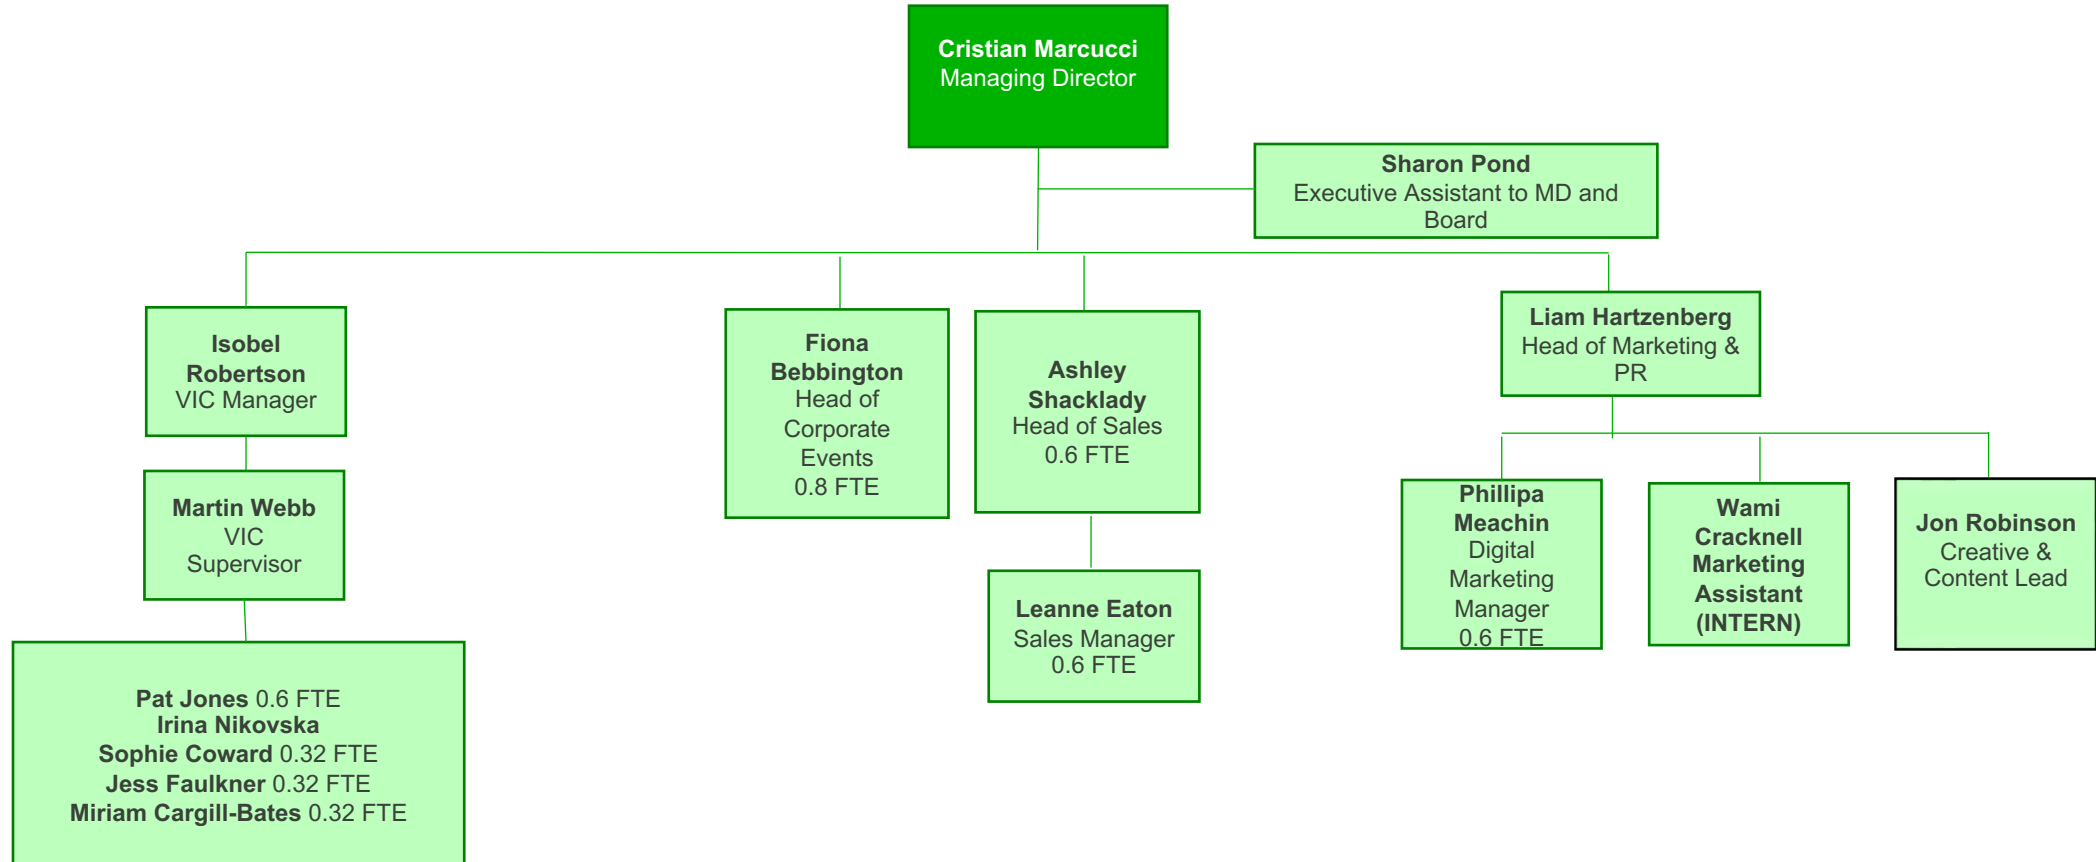 Cristian Marcucci
Managing Director
Sharon Pond
Executive Assistant to MD and
Board
Isobel
Robertson
VIC Manager
Fiona
Bebbington
Head of
Corporate
Events
0.8 FTE
Ashley
Shacklady
Head of Sales
0.6 FTE
Liam Hartzenberg
Head of Marketing &
PR
Martin Webb
VIC
Supervisor
Leanne Eaton
Sales Manager
0.6 FTE
Phillipa
Meachin
Digital
Marketing
Manager
0.6 FTE
Wami
Cracknell
Marketing
Assistant
(INTERN)
Jon Robinson
Creative &
Content Lead
Pat Jones 0.6 FTE
Irina Nikovska
Sophie Coward 0.32 FTE
Jess Faulkner 0.32 FTE
Miriam Cargill-Bates 0.32 FTE